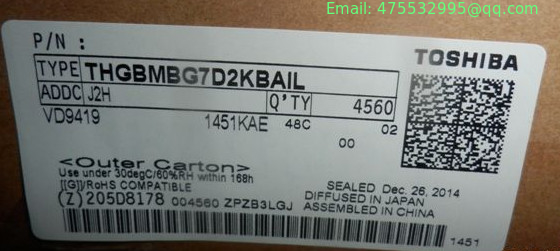 Email: 475532995@qq.com
P/N :
TOSHIBA
TYPE THGBMBG7D2KBAIL
ADDC J2H Q'TY 4560
VD9419 1451KAE 48C 02
00
<Outer Carton>
Use under 30degC/60%RH within 168h
[[G]]/RoHS COMPATIBLE
SEALED Dec. 26, 2014
DIFFUSED IN JAPAN
ASSEMBLED IN CHINA
(Z) 205D8178 004560 ZPZB3LGJ
1451